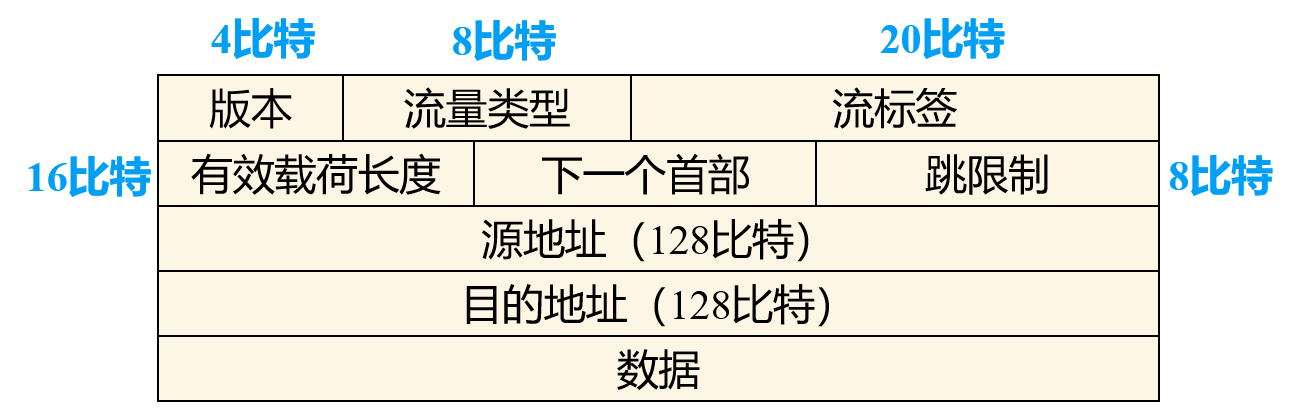 4比特 8比特 20比特
版本 流量类型 流标签
16比特 有效载荷长度 下一个首部 跳限制 8比特
源地址（128比特）
目的地址（128比特）
数据